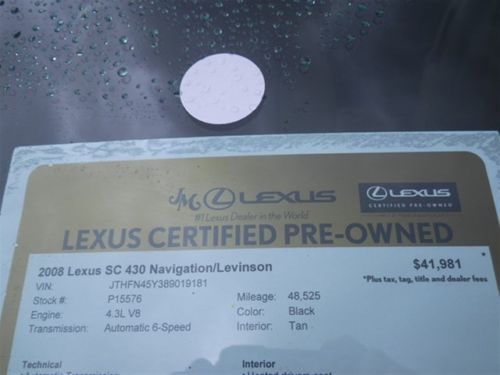 JM LEXUS
LEXUS
CERTIFIED PRE-OWNED
#1 Lexus Dealer in the World
LEXUS CERTIFIED PRE-OWNED
2008 Lexus SC 430 Navigation/Levinson $41,981
*Plus tax, tag, title and dealer fees
VIN: JTHFN45Y389019181
Stock #: P15576 Mileage: 48,525
Engine: 4.3L V8 Color: Black
Transmission: Automatic 6-Speed Interior: Tan
Technical Interior